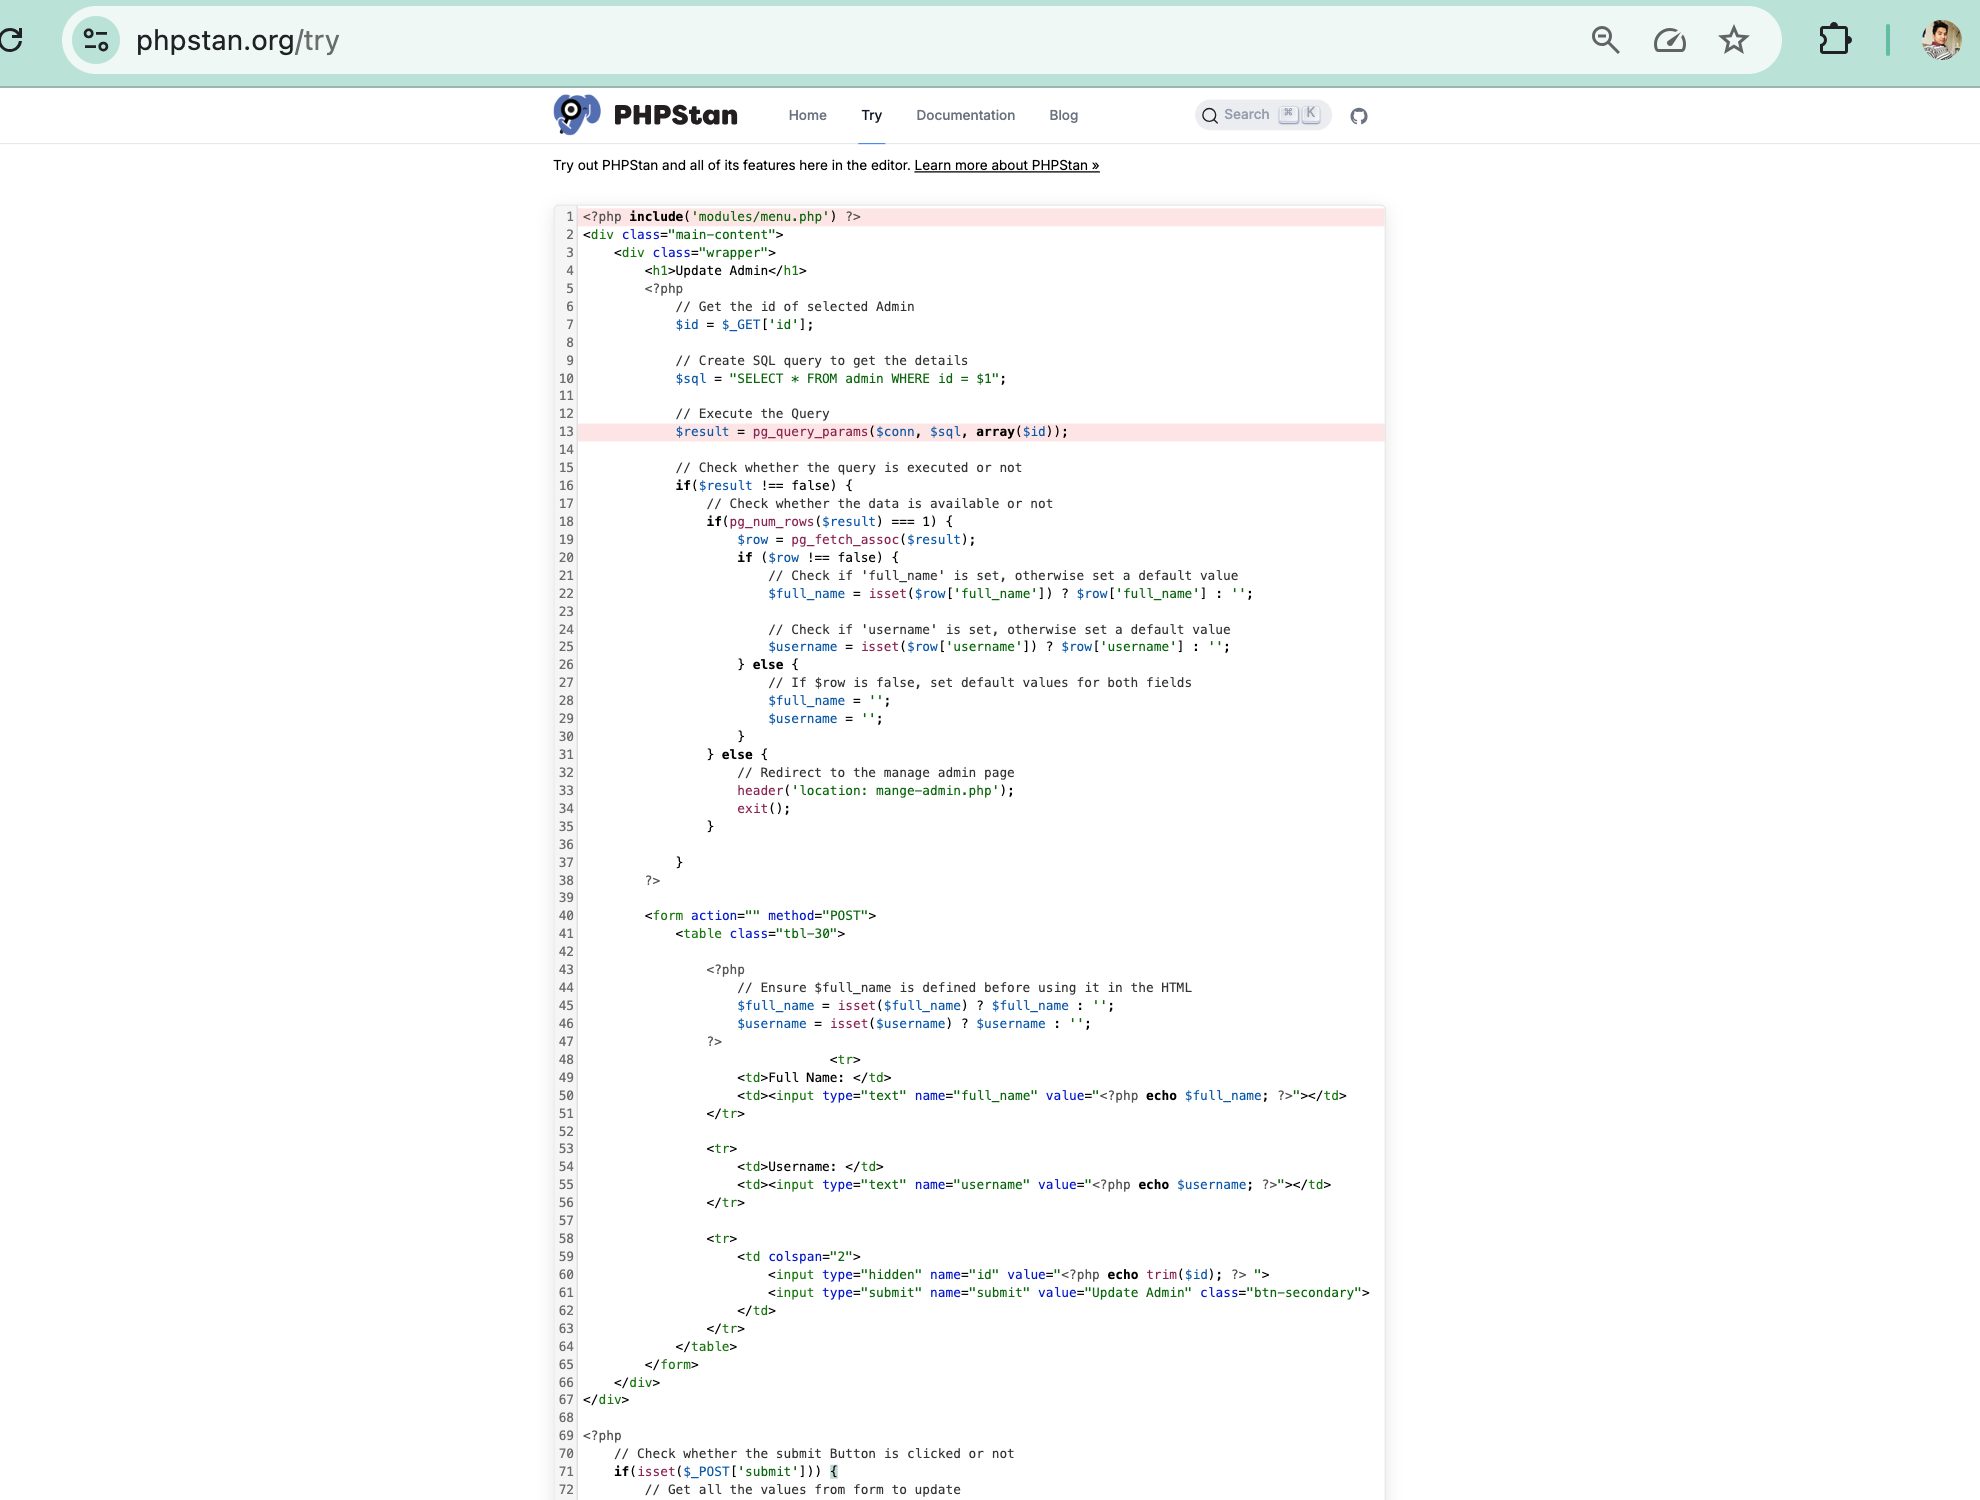 phpstan.org/try
PHPStan
Home Try Documentation Blog
Search ⌘ K
Try out PHPStan and all of its features here in the editor. Learn more about PHPStan »
1 <?php include('modules/menu.php') ?>
2 <div class="main-content">
3     <div class="wrapper">
4         <h1>Update Admin</h1>
5         <?php
6             // Get the id of selected Admin
7             $id = $_GET['id'];
8
9             // Create SQL query to get the details
10             $sql = "SELECT * FROM admin WHERE id = $1";
11
12             // Execute the Query
13             $result = pg_query_params($conn, $sql, array($id));
14
15             // Check whether the query is executed or not
16             if($result !== false) {
17                 // Check whether the data is available or not
18                 if(pg_num_rows($result) === 1) {
19                     $row = pg_fetch_assoc($result);
20                     if ($row !== false) {
21                         // Check if 'full_name' is set, otherwise set a default value
22                         $full_name = isset($row['full_name']) ? $row['full_name'] : '';
23
24                         // Check if 'username' is set, otherwise set a default value
25                         $username = isset($row['username']) ? $row['username'] : '';
26                     } else {
27                         // If $row is false, set default values for both fields
28                         $full_name = '';
29                         $username = '';
30                     }
31                 } else {
32                     // Redirect to the manage admin page
33                     header('location: mange-admin.php');
34                     exit();
35                 }
36
37             }
38         ?>
39
40         <form action="" method="POST">
41             <table class="tbl-30">
42
43                 <?php
44                     // Ensure $full_name is defined before using it in the HTML
45                     $full_name = isset($full_name) ? $full_name : '';
46                     $username = isset($username) ? $username : '';
47                 ?>
48                                 <tr>
49                     <td>Full Name: </td>
50                     <td><input type="text" name="full_name" value="<?php echo $full_name; ?>"></td>
51                 </tr>
52
53                 <tr>
54                     <td>Username: </td>
55                     <td><input type="text" name="username" value="<?php echo $username; ?>"></td>
56                 </tr>
57
58                 <tr>
59                     <td colspan="2">
60                         <input type="hidden" name="id" value="<?php echo trim($id); ?> ">
61                         <input type="submit" name="submit" value="Update Admin" class="btn-secondary">
62                     </td>
63                 </tr>
64             </table>
65         </form>
66     </div>
67 </div>
68
69 <?php
70     // Check whether the submit Button is clicked or not
71     if(isset($_POST['submit'])) {
72         // Get all the values from form to update